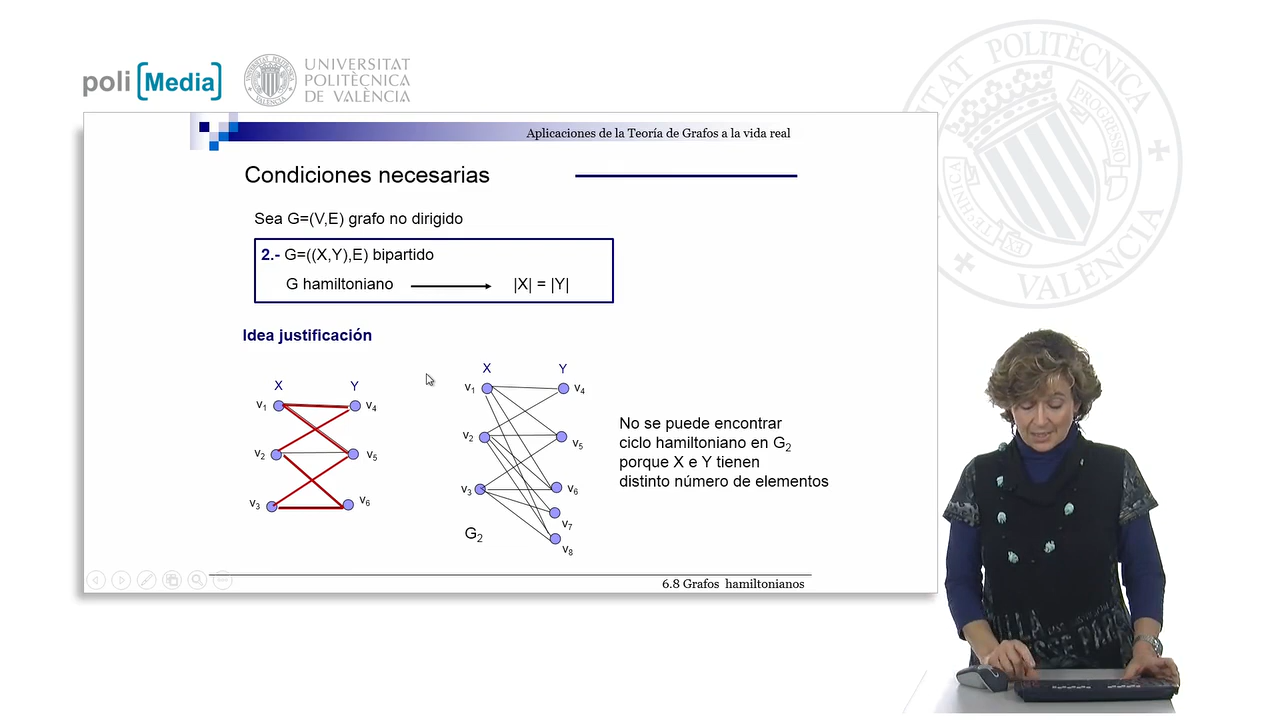 poli [Media]
UNIVERSITAT
POLITÈCNICA
DE VALÈNCIA
Aplicaciones de la Teoría de Grafos a la vida real
Condiciones necesarias
Sea G=(V,E) grafo no dirigido
2.- G=((X,Y),E) bipartido
G hamiltoniano |X| = |Y|
Idea justificación
X Y
v1 v4
v2 v5
v3 v6
X Y
v1 v4
v2 v5
v3 v6
v7
v8
G2
No se puede encontrar
ciclo hamiltoniano en G2
porque X e Y tienen
distinto número de elementos
6.8 Grafos hamiltonianos